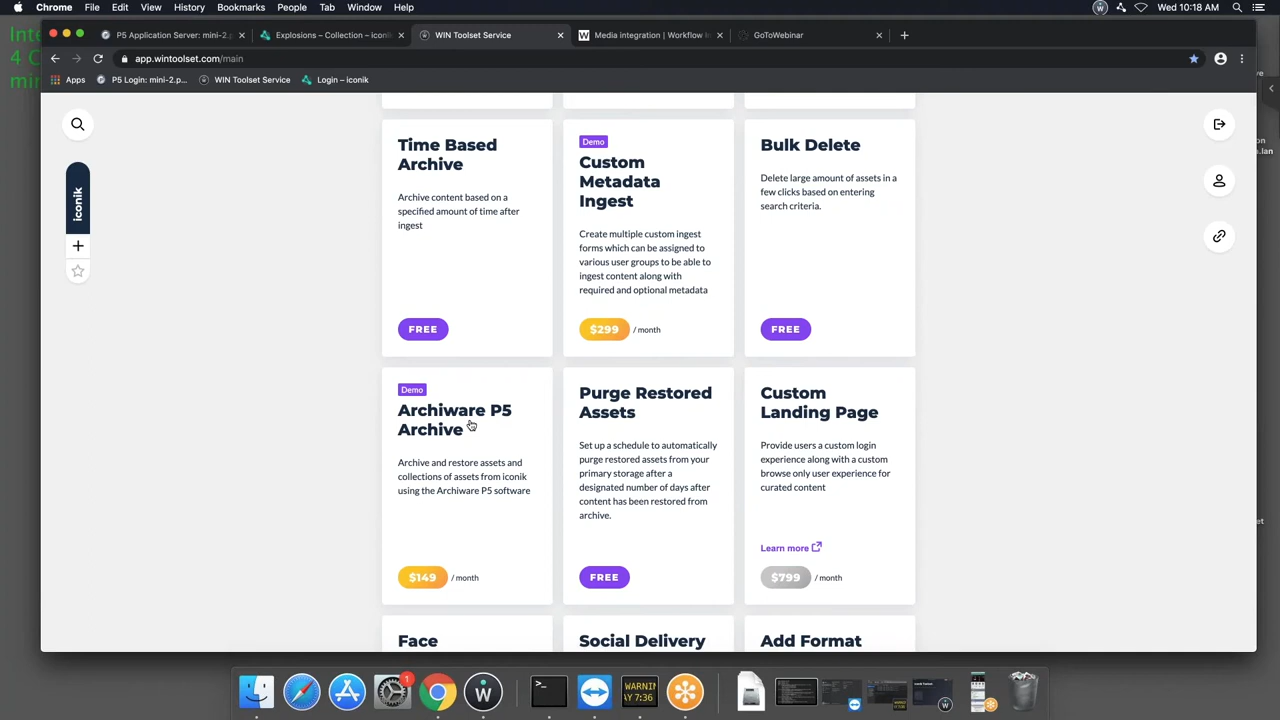 Chrome File Edit View History Bookmarks People Tab Window Help
Wed 10:18 AM
Inte
4 C
min
P5 Application Server: mini-2.p
Explosions – Collection – iconik
WIN Toolset Service
Media integration | Workflow In
GoToWebinar
app.wintoolset.com/main
Apps
P5 Login: mini-2.p...
WIN Toolset Service
Login – iconik
iconik
Time Based
Archive
Archive content based on a
specified amount of time after
ingest
FREE
Demo
Custom
Metadata
Ingest
Create multiple custom ingest
forms which can be assigned to
various user groups to be able to
ingest content along with
required and optional metadata
$299 / month
Bulk Delete
Delete large amount of assets in a
few clicks based on entering
search criteria.
FREE
Demo
Archiware P5
Archive
Archive and restore assets and
collections of assets from iconik
using the Archiware P5 software
$149 / month
Purge Restored
Assets
Set up a schedule to automatically
purge restored assets from your
primary storage after a
designated number of days after
content has been restored from
archive.
FREE
Custom
Landing Page
Provide users a custom login
experience along with a custom
browse only user experience for
curated content
Learn more
$799 / month
Face
Social Delivery
Add Format
1
WARNIN
AY 7:36